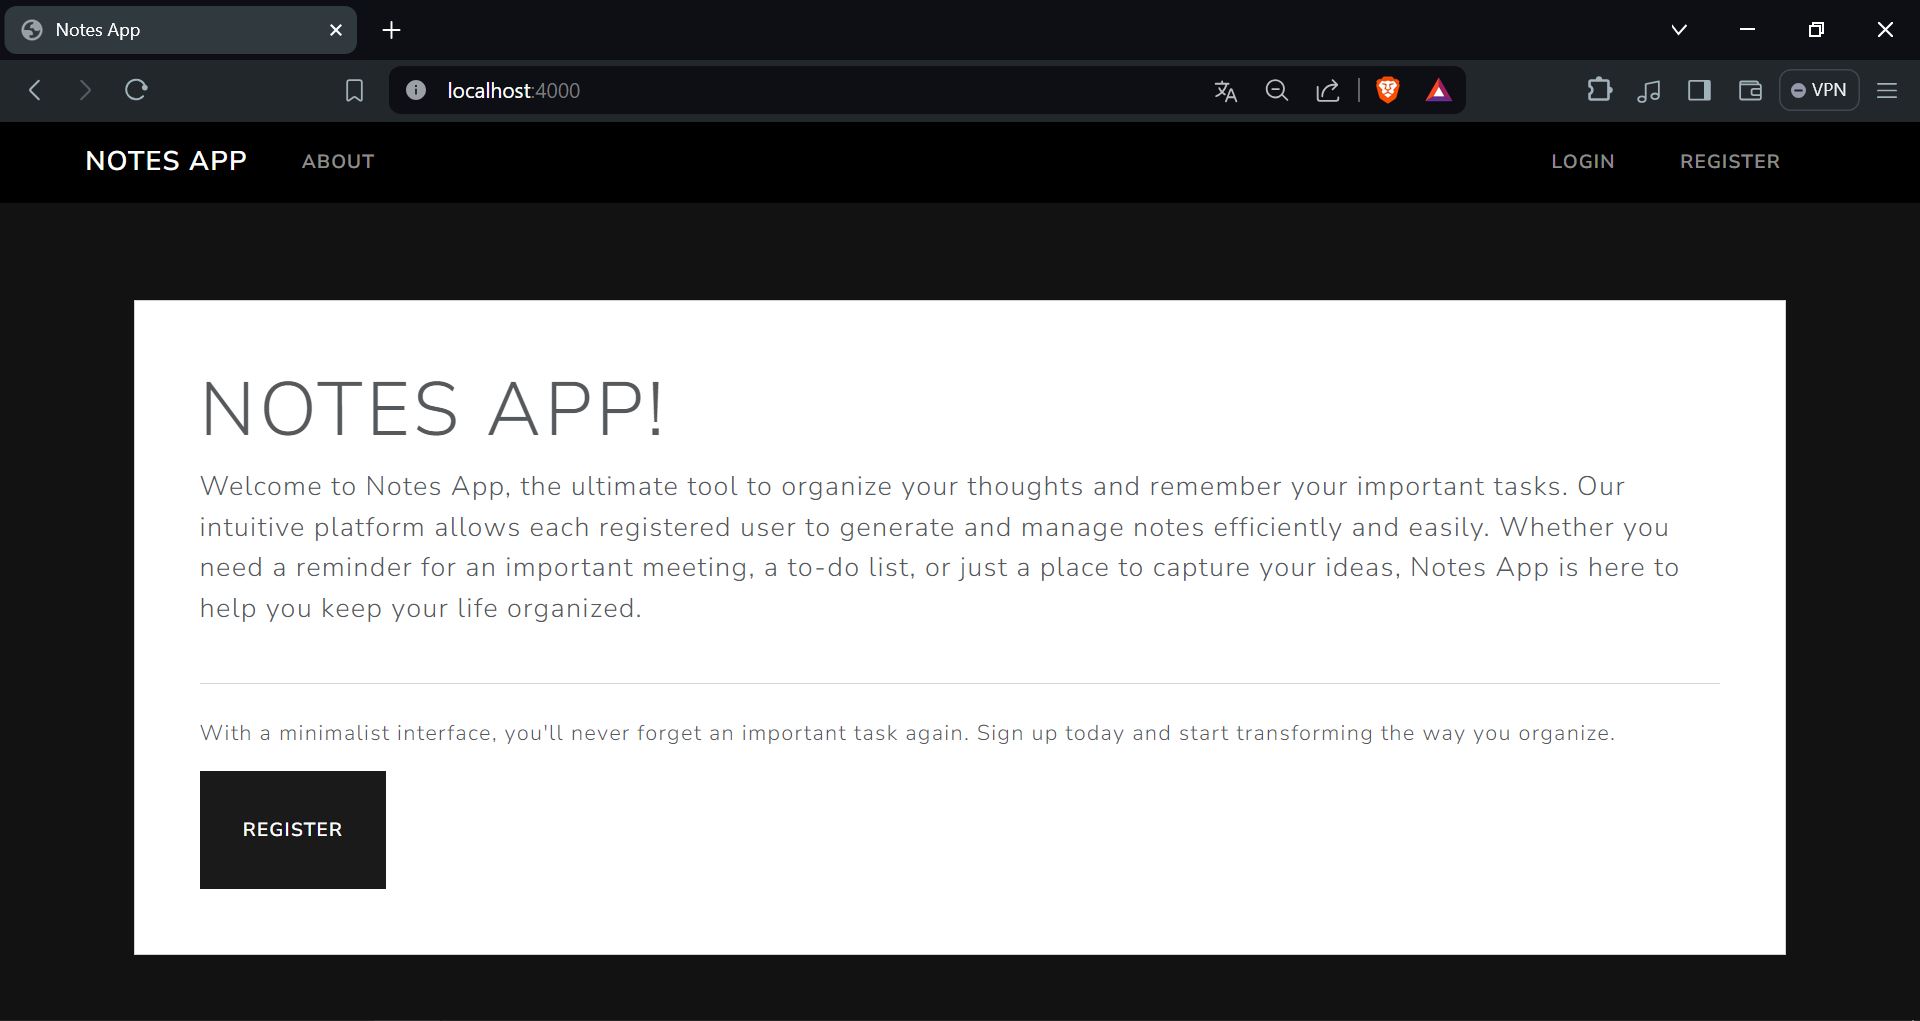 Notes App
localhost:4000
VPN
NOTES APP
ABOUT
LOGIN
REGISTER
NOTES APP!
Welcome to Notes App, the ultimate tool to organize your thoughts and remember your important tasks. Our
intuitive platform allows each registered user to generate and manage notes efficiently and easily. Whether you
need a reminder for an important meeting, a to-do list, or just a place to capture your ideas, Notes App is here to
help you keep your life organized.
With a minimalist interface, you'll never forget an important task again. Sign up today and start transforming the way you organize.
REGISTER